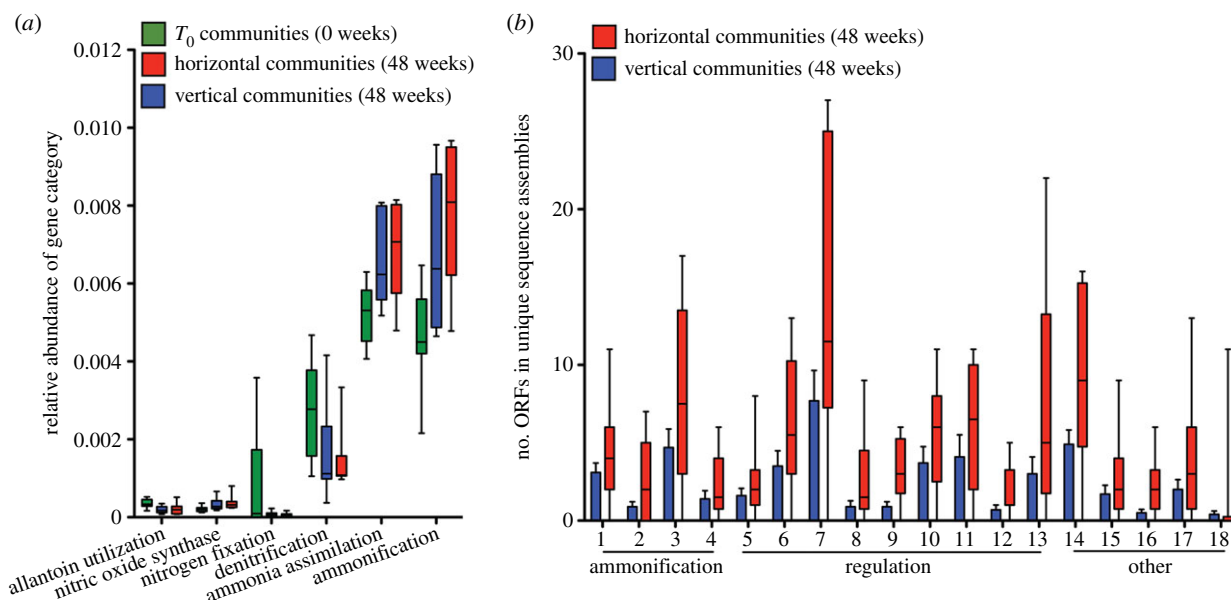 (a)
T0 communities (0 weeks)
horizontal communities (48 weeks)
vertical communities (48 weeks)
relative abundance of gene category
0.012
0.010
0.008
0.006
0.004
0.002
0
allantoin utilization
nitric oxide synthase
nitrogen fixation
denitrification
ammonia assimilation
ammonification
(b)
horizontal communities (48 weeks)
vertical communities (48 weeks)
no. ORFs in unique sequence assemblies
30
20
10
0
1 2 3 4 5 6 7 8 9 10 11 12 13 14 15 16 17 18
ammonification regulation other